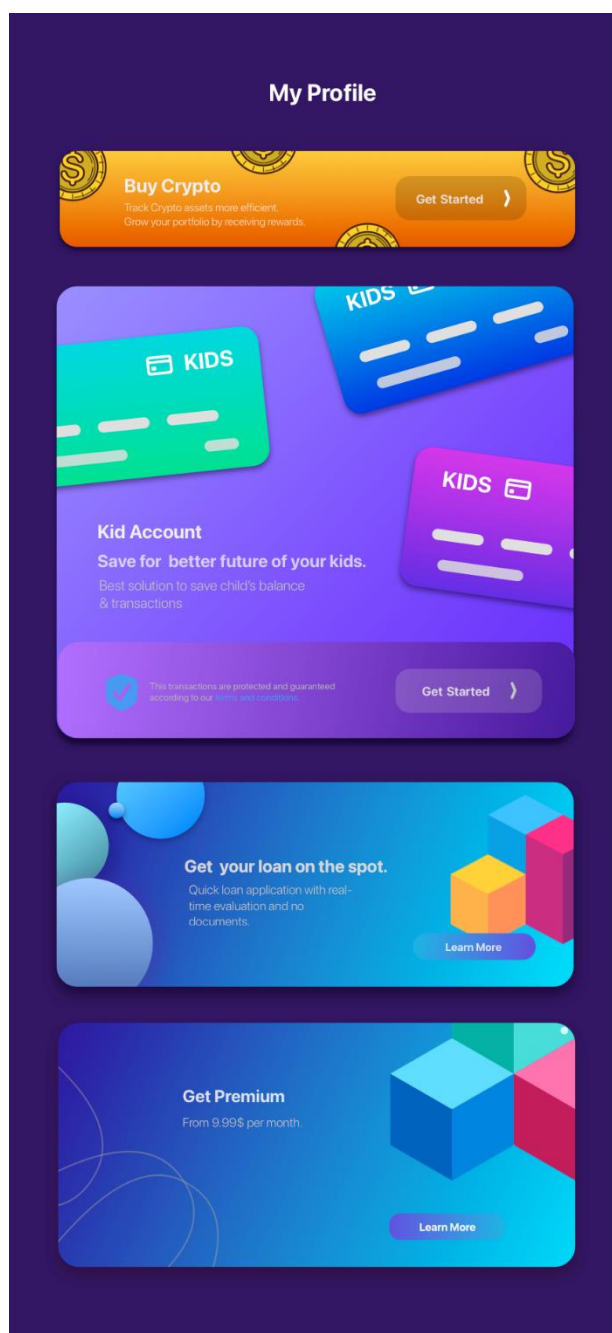 My Profile
Buy Crypto
Track Crypto assets more efficient.
Grow your portfolio by receiving rewards.
Get Started
KIDS
KIDS
KIDS
Kid Account
Save for better future of your kids.
Best solution to save child's balance
& transactions
This transactions are protected and guaranteed
according to our terms and conditions.
Get Started
Get your loan on the spot.
Quick loan application with real-
time evaluation and no
documents.
Learn More
Get Premium
From 9.99$ per month.
Learn More